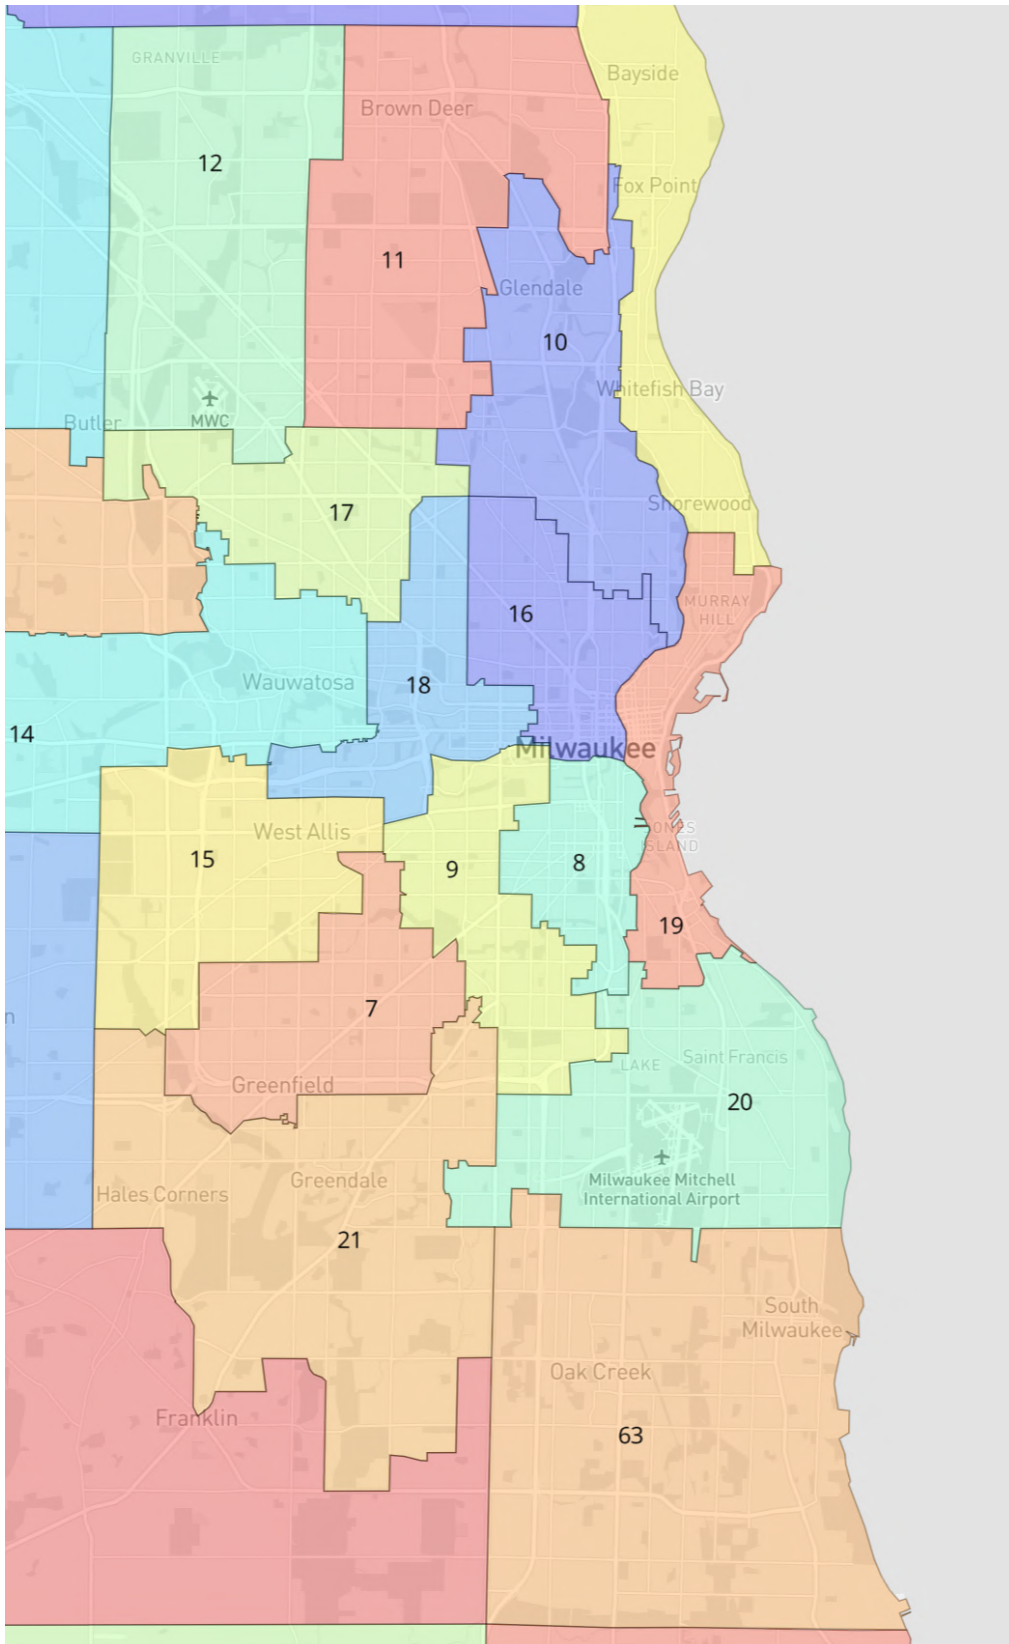 GRANVILLE
Bayside
Brown Deer
12
Fox Point
11
Glendale
10
Whitefish Bay
Butler
MWC
Shorewood
17
MURRAY
HILL
16
Wauwatosa
18
14
Milwaukee
West Allis
JONES
ISLAND
15
9
8
19
7
n
LAKE
Saint Francis
Greenfield
20
Milwaukee Mitchell
International Airport
Greendale
Hales Corners
21
South
Milwaukee
Oak Creek
Franklin
63